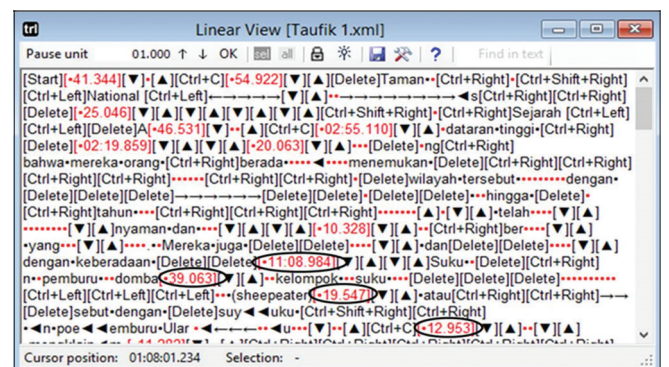 trl Linear View [Taufik 1.xml]
Pause unit 01.000 ↑ ↓ OK sel all ? Find in text
[Start][•41.344][▼]•[▲][Ctrl+C][•54.922][▼][▲][Delete]Taman••[Ctrl+Right]•[Ctrl+Shift+Right]
[Ctrl+Left]National [Ctrl+Left]←→→→→[▼][▲]••→→→→→→→◄s[Ctrl+Right][Ctrl+Right]
[Delete][•25.046][▼][▲][▼][▲][▼][▲][▼][▲][Ctrl+Shift+Right]•[Ctrl+Right]Sejarah [Ctrl+Left]
[Ctrl+Left][Delete]A[•46.531][▼]••[▲][Ctrl+C][•02:55.110][▼][▲]•dataran•tinggi•[Ctrl+Right]
[Delete][•02:19.859][▼][▲][▼][▲][•20.063][▼][▲]•••[Delete]•ng[Ctrl+Right]
bahwa•mereka•orang•[Ctrl+Right]berada•••••◄••••menemukan•[Delete][Ctrl+Right][Ctrl+Right]
[Ctrl+Right][Ctrl+Right]••••••[Ctrl+Right][Ctrl+Right]•[Delete]wilayah•tersebut•••••••••dengan•
[Delete][Delete][Delete]→→→→→→[Delete][Delete]•[Delete][Delete]•••hingga•[Delete]•
[Ctrl+Right]tahun••••[Ctrl+Right][Ctrl+Right][Ctrl+Right]•••••••[▲]•[▼][▲]•telah••••[▼][▲]
••••••••[▼][▲]nyaman•dan••••[▼][▲][▼][▲][•10.328][▼][▲]••[Ctrl+Right]ber••••[▼][▲]
•yang•••[▼][▲]••••.••Mereka•juga•[Delete][Delete]••••[▼][▲]•dan[Delete][Delete]••••[▼][▲]
dengan•keberadaan•[Delete][Delete][•11:08.984][▼][▲][▼][▲]Suku••[Delete][Ctrl+Right]
n••pemburu•••domba[•39.063][▼][▲]••kelompok•••suku••••[Delete][Delete][Delete]••••••••••
[Ctrl+Left][Ctrl+Left][Ctrl+Left]•••(sheepeater)[•19.547][▼][▲]•atau[Ctrl+Right][Ctrl+Right]→→
[Delete]sebut•dengan•[Delete]suy◄◄uku•[Ctrl+Shift+Right][Ctrl+Right]
•◄n•poe◄◄emburu•Ular ••◄←←←••◄u•••[▼]••[▲][Ctrl+C][•12.953][▼][▲]••[▼][▲]
Cursor position: 01:08:01.234 Selection: -